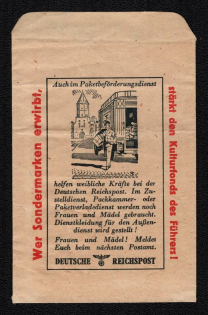 Auch im Paketbeförderungsdienst
helfen weibliche Kräfte bei der
Deutschen Reichspost. Im Zu-
stelldienst, Packkammer- oder
Paketverladedienst werden noch
Frauen und Mädel gebraucht.
Dienstkleidung für den Außen-
dienst wird gestellt!
Frauen und Mädel! Meldet
Euch beim nächsten Postamt.
DEUTSCHE REICHSPOST
Wer Sondermarken erwirbt,
stärkt den Kulturfonds des Führers!